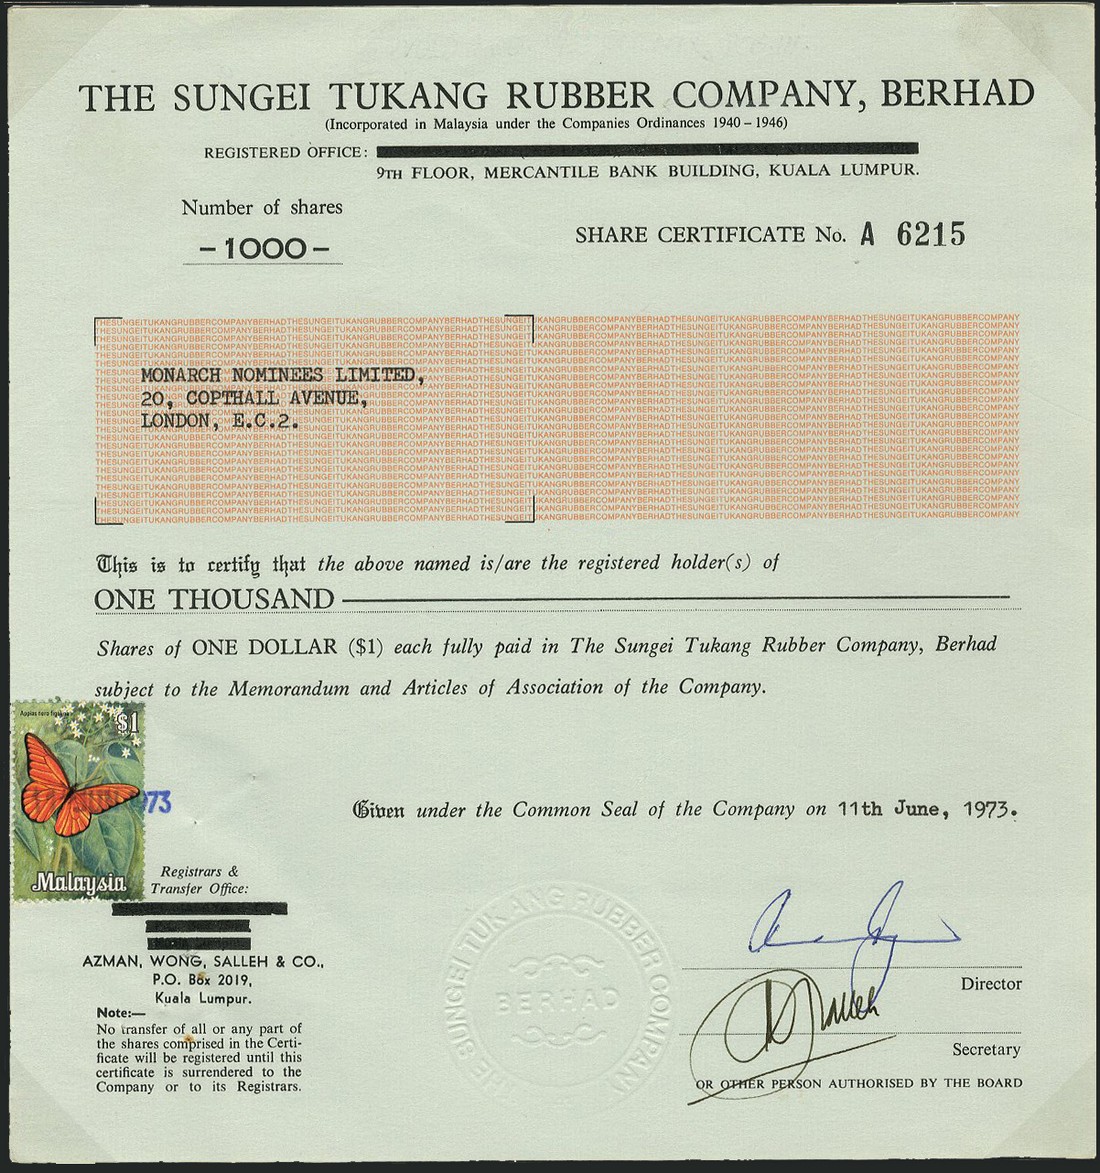 THE SUNGEI TUKANG RUBBER COMPANY, BERHAD
(Incorporated in Malaysia under the Companies Ordinances 1940 – 1946)
REGISTERED OFFICE:
9TH FLOOR, MERCANTILE BANK BUILDING, KUALA LUMPUR.
Number of shares
– 1000 –
SHARE CERTIFICATE No. A 6215
MONARCH NOMINEES LIMITED,
20, COPTHALL AVENUE,
LONDON, E.C.2.
This is to certify that the above named is/are the registered holder(s) of
ONE THOUSAND
Shares of ONE DOLLAR ($1) each fully paid in The Sungei Tukang Rubber Company, Berhad
subject to the Memorandum and Articles of Association of the Company.
$1
73
Malaysia
Given under the Common Seal of the Company on 11th June, 1973.
Registrars &
Transfer Office:
AZMAN, WONG, SALLEH & CO.,
P.O. Box 2019,
Kuala Lumpur.
Note:—
No transfer of all or any part of
the shares comprised in the Certi-
ficate will be registered until this
certificate is surrendered to the
Company or to its Registrars.
THE SUNGEI TUKANG RUBBER COMPANY
BERHAD
Director
Secretary
OR OTHER PERSON AUTHORISED BY THE BOARD